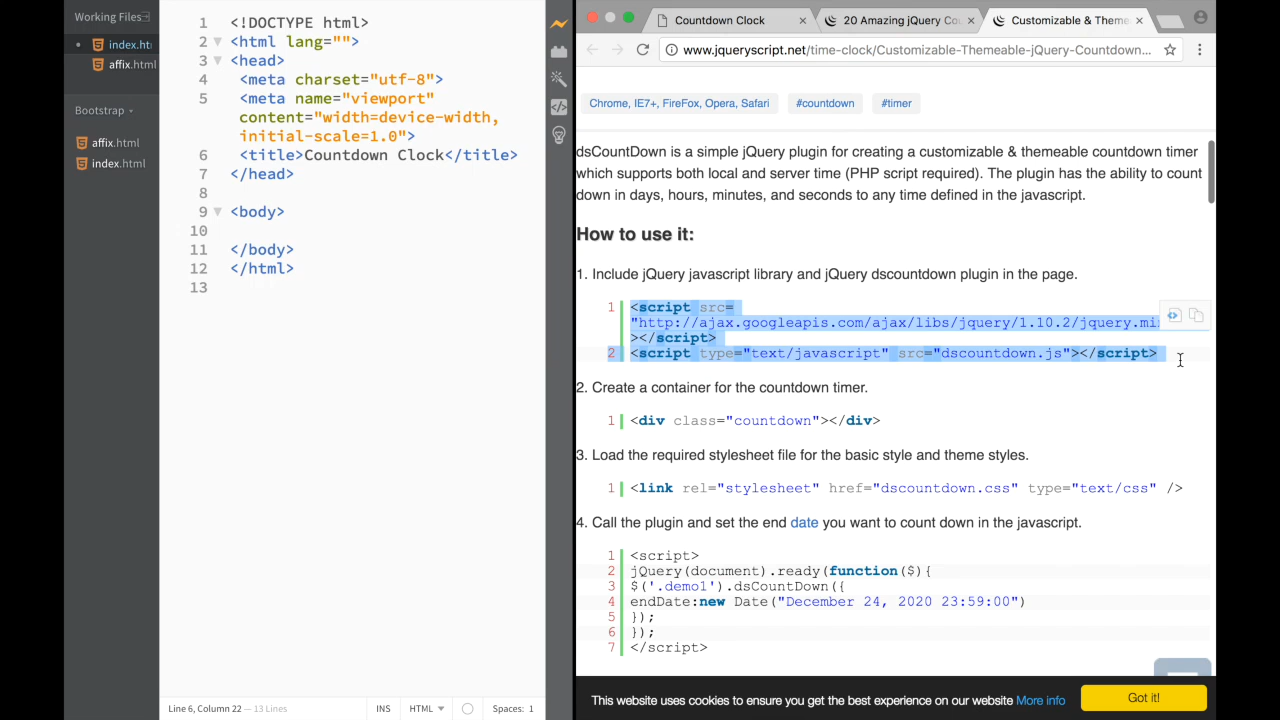 Working Files
index.ht
affix.html
Bootstrap
affix.html
index.html
1 <!DOCTYPE html>
2 <html lang="">
3 <head>
4 <meta charset="utf-8">
5 <meta name="viewport"
content="width=device-width,
initial-scale=1.0">
6 <title>Countdown Clock</title>
7 </head>
8
9 <body>
10
11 </body>
12 </html>
13
Line 6, Column 22 — 13 Lines
INS
HTML
Spaces: 1
Countdown Clock
20 Amazing jQuery Cou
Customizable & Theme
www.jqueryscript.net/time-clock/Customizable-Themeable-jQuery-Countdown...
Chrome, IE7+, FireFox, Opera, Safari
#countdown
#timer
dsCountDown is a simple jQuery plugin for creating a customizable & themeable countdown timer
which supports both local and server time (PHP script required). The plugin has the ability to count
down in days, hours, minutes, and seconds to any time defined in the javascript.
How to use it:
1. Include jQuery javascript library and jQuery dscountdown plugin in the page.
1 <script src=
"http://ajax.googleapis.com/ajax/libs/jquery/1.10.2/jquery.mi
></script>
2 <script type="text/javascript" src="dscountdown.js"></script>
2. Create a container for the countdown timer.
1 <div class="countdown"></div>
3. Load the required stylesheet file for the basic style and theme styles.
1 <link rel="stylesheet" href="dscountdown.css" type="text/css" />
4. Call the plugin and set the end date you want to count down in the javascript.
1 <script>
2 jQuery(document).ready(function($){
3 $('.demo1').dsCountDown({
4 endDate:new Date("December 24, 2020 23:59:00")
5 });
6 });
7 </script>
This website uses cookies to ensure you get the best experience on our website More info
Got it!